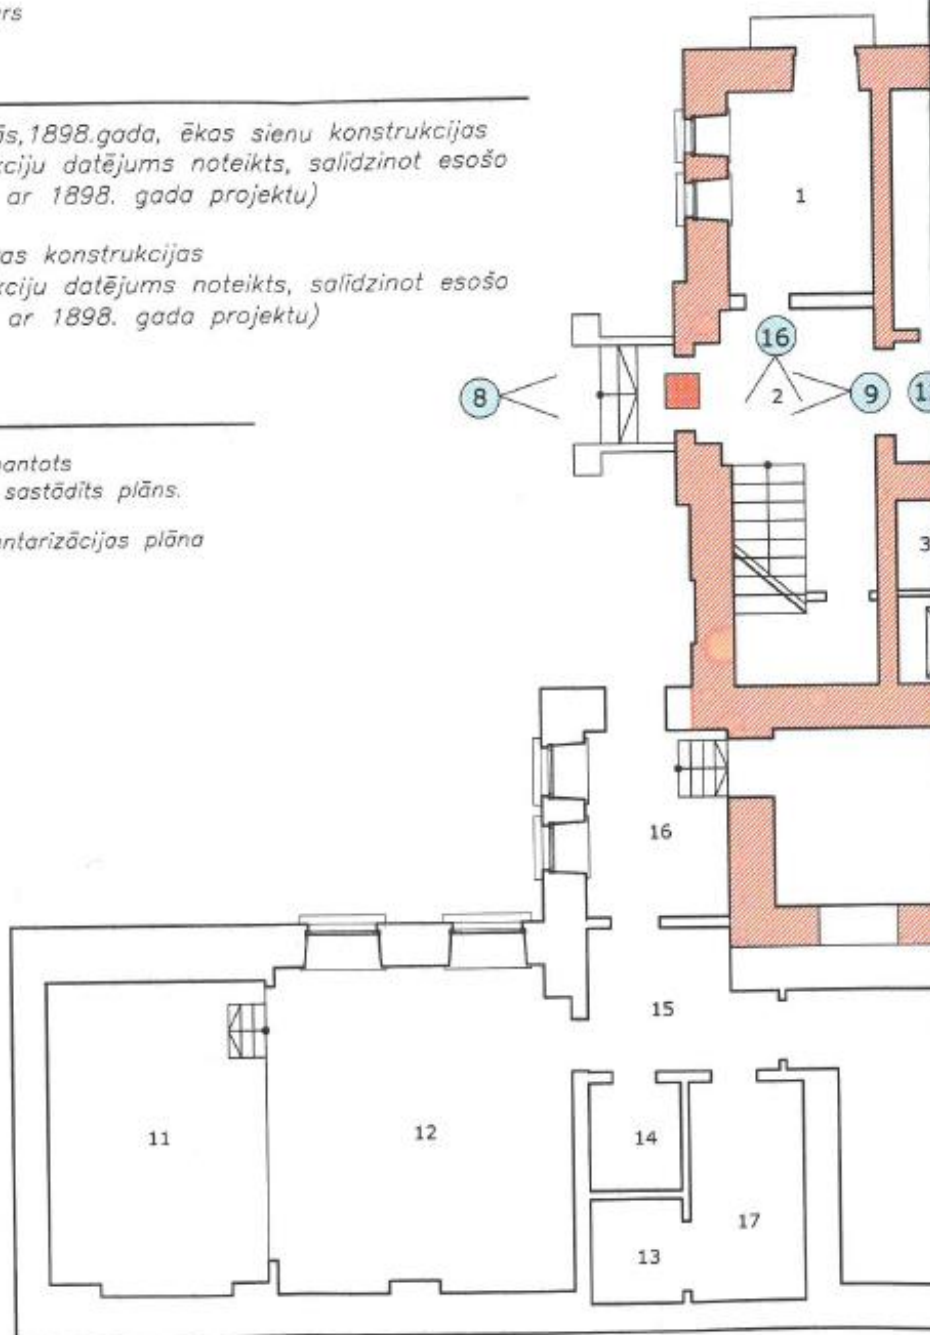 ās, 1898.gada, ēkas sienu konstrukcijas
kciju datējums noteikts, salīdzinot esošo
ar 1898. gada projektu)
as konstrukcijas
kciju datējums noteikts, salīdzinot esošo
ar 1898. gada projektu)
mantots
sastādīts plāns.
ntarizācijas plāna
1
16
8
2
9
3
16
15
11
12
14
17
13